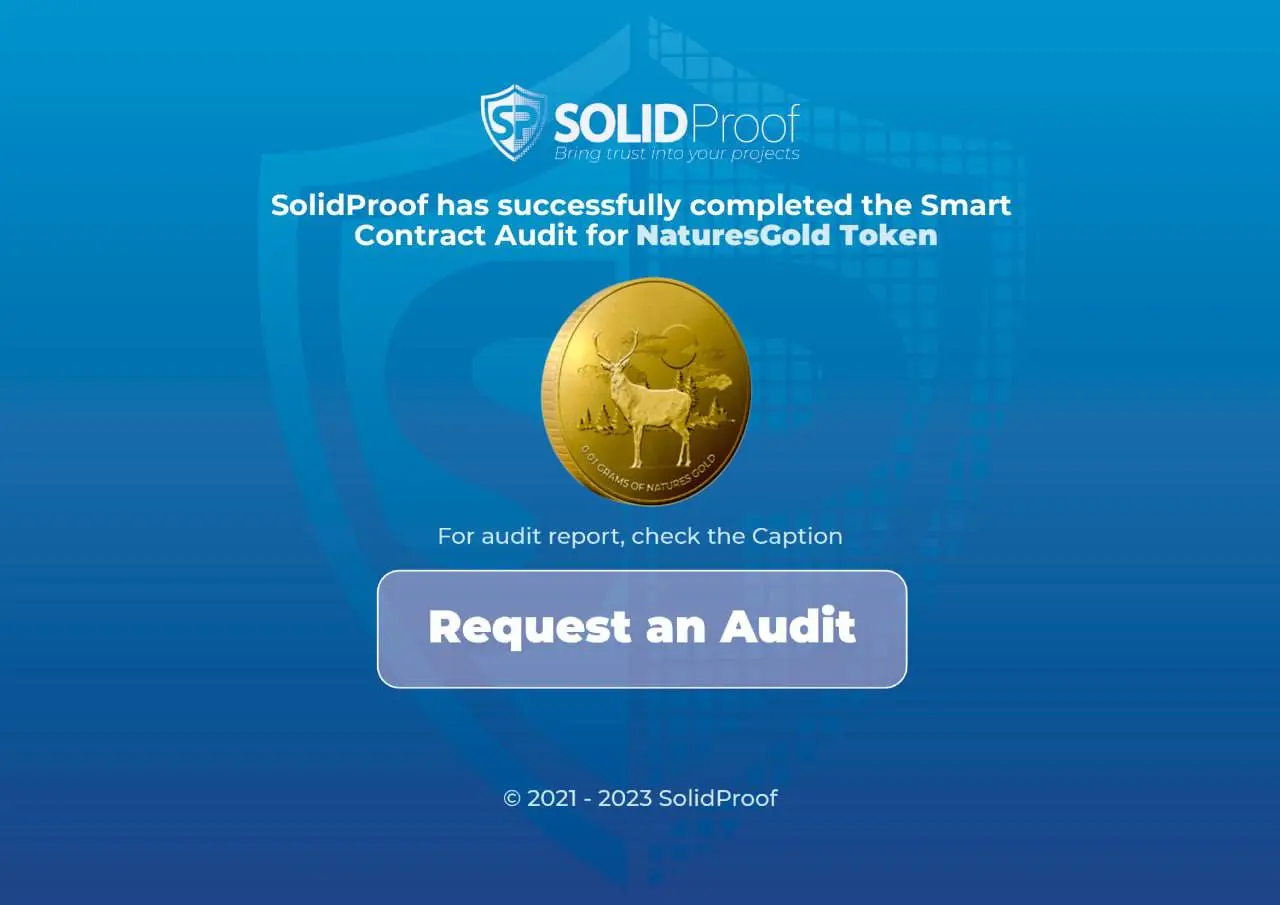 SP SOLIDProof
Bring trust into your projects
SolidProof has successfully completed the Smart
Contract Audit for NaturesGold Token
0.01 GRAMS OF NATURES GOLD
For audit report, check the Caption
Request an Audit
© 2021 - 2023 SolidProof